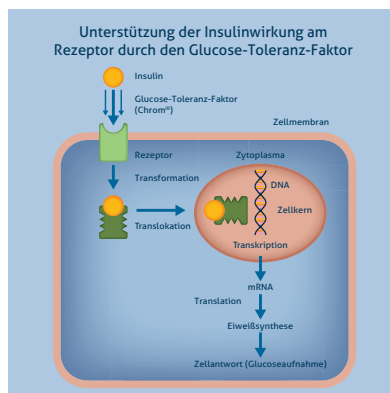 Unterstützung der Insulinwirkung am
Rezeptor durch den Glucose-Toleranz-Faktor
Insulin
Glucose-Toleranz-Faktor
(Chromᴵᴵᴵ)
Zellmembran
Rezeptor
Zytoplasma
Transformation
DNA
Zellkern
Translokation
Transkription
mRNA
Translation
Eiweißsynthese
Zellantwort (Glucoseaufnahme)